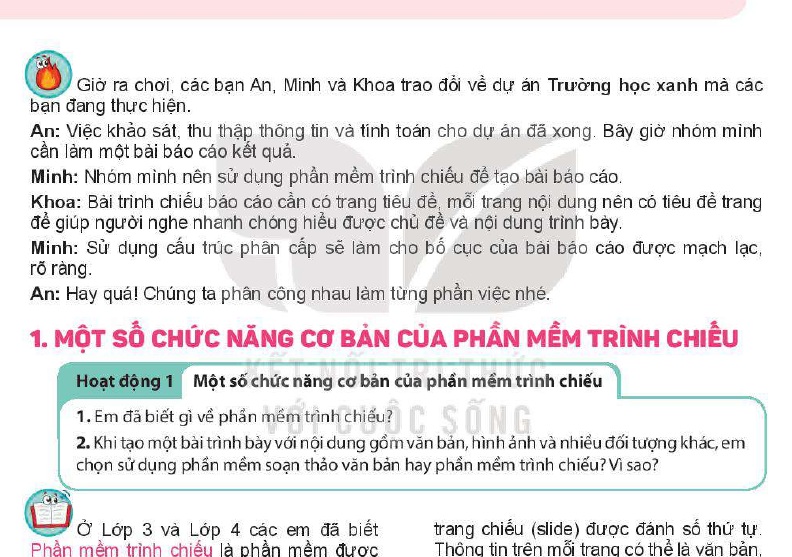 Giờ ra chơi, các bạn An, Minh và Khoa trao đổi về dự án Trường học xanh mà các
bạn đang thực hiện.
An: Việc khảo sát, thu thập thông tin và tính toán cho dự án đã xong. Bây giờ nhóm mình
cần làm một bài báo cáo kết quả.
Minh: Nhóm mình nên sử dụng phần mềm trình chiếu để tạo bài báo cáo.
Khoa: Bài trình chiếu báo cáo cần có trang tiêu đề, mỗi trang nội dung nên có tiêu đề trang
để giúp người nghe nhanh chóng hiểu được chủ đề và nội dung trình bày.
Minh: Sử dụng cấu trúc phân cấp sẽ làm cho bố cục của bài báo cáo được mạch lạc,
rõ ràng.
An: Hay quá! Chúng ta phân công nhau làm từng phần việc nhé.
1. MỘT SỐ CHỨC NĂNG CƠ BẢN CỦA PHẦN MỀM TRÌNH CHIẾU
KẾT NỐI TRI THỨC
Hoạt động 1 Một số chức năng cơ bản của phần mềm trình chiếu
VỚI CUỘC SỐNG
1. Em đã biết gì về phần mềm trình chiếu?
2. Khi tạo một bài trình bày với nội dung gồm văn bản, hình ảnh và nhiều đối tượng khác, em
chọn sử dụng phần mềm soạn thảo văn bản hay phần mềm trình chiếu? Vì sao?
Ở Lớp 3 và Lớp 4 các em đã biết
Phần mềm trình chiếu là phần mềm được
trang chiếu (slide) được đánh số thứ tự.
Thông tin trên mỗi trang có thể là văn bản,